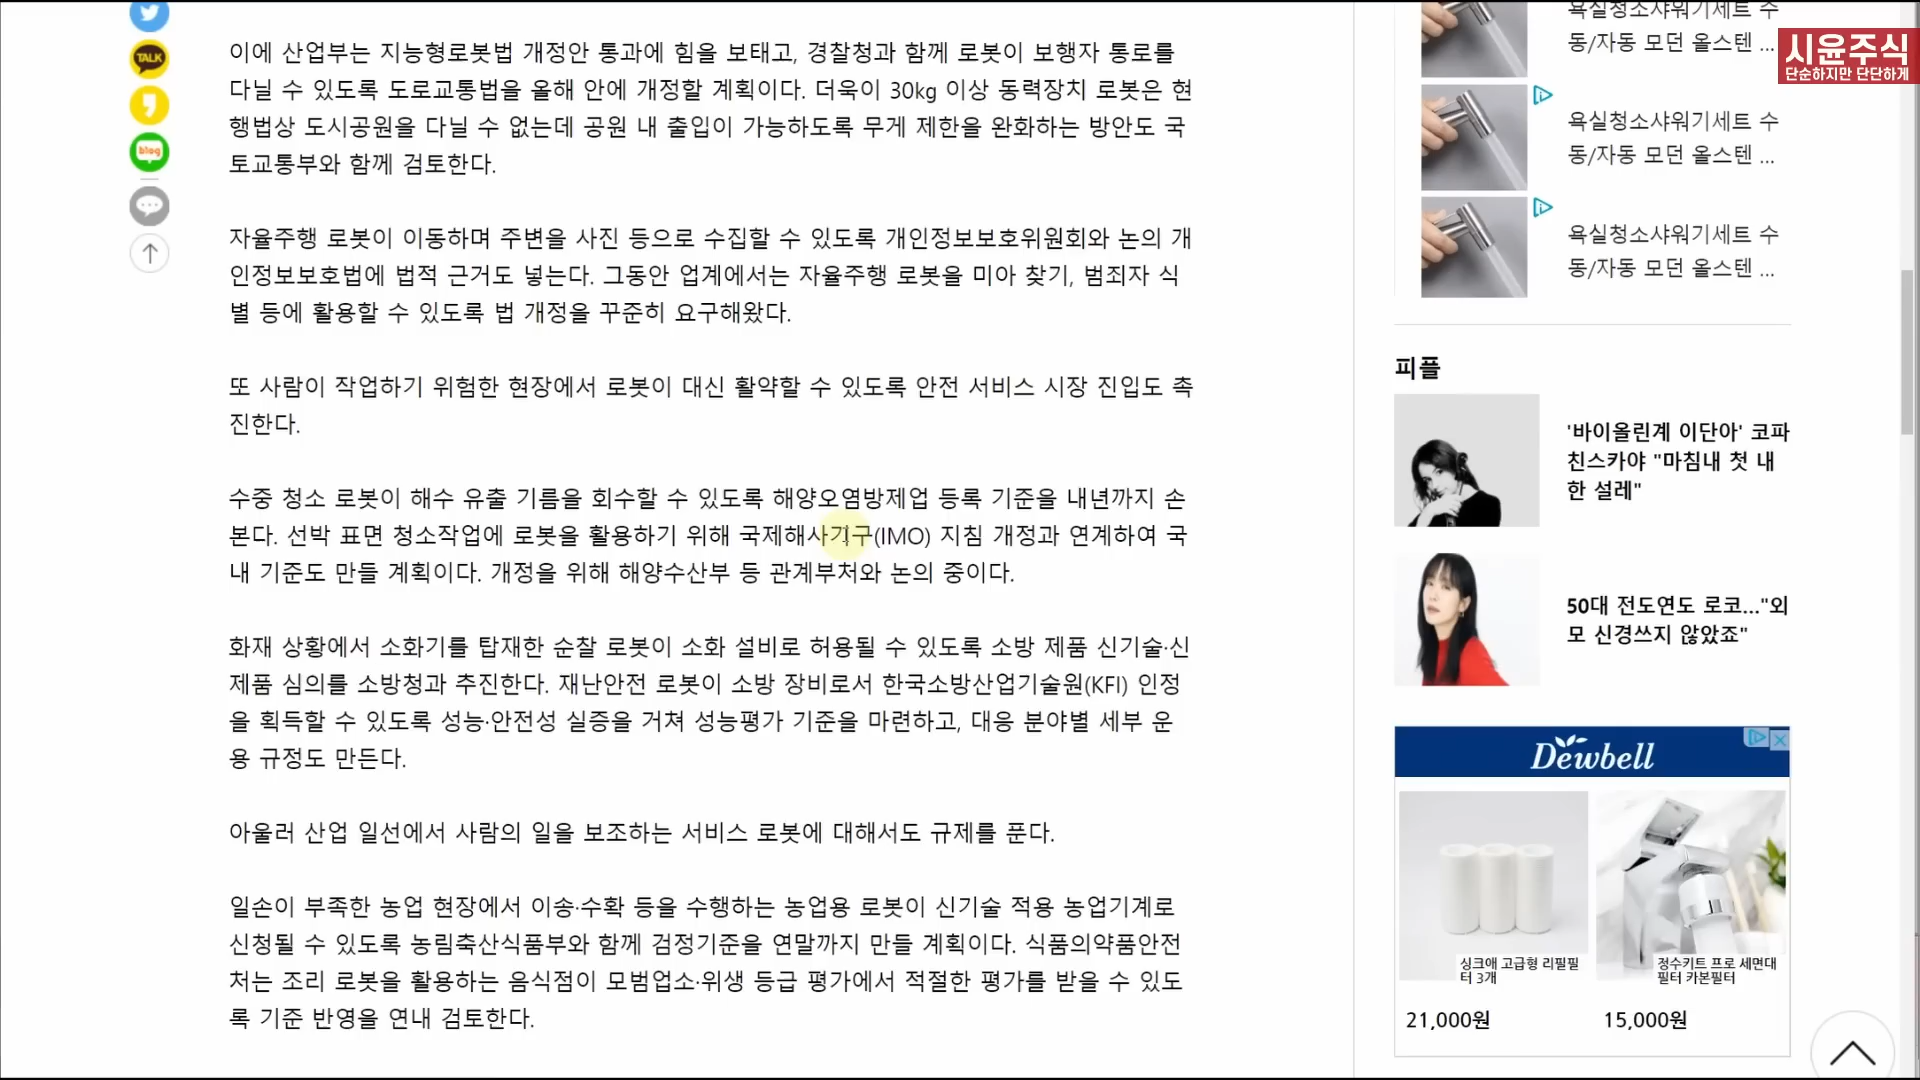 TALK
blog
이에 산업부는 지능형로봇법 개정안 통과에 힘을 보태고, 경찰청과 함께 로봇이 보행자 통로를
다닐 수 있도록 도로교통법을 올해 안에 개정할 계획이다. 더욱이 30kg 이상 동력장치 로봇은 현
행법상 도시공원을 다닐 수 없는데 공원 내 출입이 가능하도록 무게 제한을 완화하는 방안도 국
토교통부와 함께 검토한다.
자율주행 로봇이 이동하며 주변을 사진 등으로 수집할 수 있도록 개인정보보호위원회와 논의 개
인정보보호법에 법적 근거도 넣는다. 그동안 업계에서는 자율주행 로봇을 미아 찾기, 범죄자 식
별 등에 활용할 수 있도록 법 개정을 꾸준히 요구해왔다.
또 사람이 작업하기 위험한 현장에서 로봇이 대신 활약할 수 있도록 안전 서비스 시장 진입도 촉
진한다.
수중 청소 로봇이 해수 유출 기름을 회수할 수 있도록 해양오염방제업 등록 기준을 내년까지 손
본다. 선박 표면 청소작업에 로봇을 활용하기 위해 국제해사기구(IMO) 지침 개정과 연계하여 국
내 기준도 만들 계획이다. 개정을 위해 해양수산부 등 관계부처와 논의 중이다.
화재 상황에서 소화기를 탑재한 순찰 로봇이 소화 설비로 허용될 수 있도록 소방 제품 신기술·신
제품 심의를 소방청과 추진한다. 재난안전 로봇이 소방 장비로서 한국소방산업기술원(KFI) 인정
을 획득할 수 있도록 성능·안전성 실증을 거쳐 성능평가 기준을 마련하고, 대응 분야별 세부 운
용 규정도 만든다.
아울러 산업 일선에서 사람의 일을 보조하는 서비스 로봇에 대해서도 규제를 푼다.
일손이 부족한 농업 현장에서 이송·수확 등을 수행하는 농업용 로봇이 신기술 적용 농업기계로
신청될 수 있도록 농림축산식품부와 함께 검정기준을 연말까지 만들 계획이다. 식품의약품안전
처는 조리 로봇을 활용하는 음식점이 모범업소·위생 등급 평가에서 적절한 평가를 받을 수 있도
록 기준 반영을 연내 검토한다.
욕실청소샤워기세트 수
동/자동 모던 올스텐 ...
시윤주식
단순하지만 단단하게
욕실청소샤워기세트 수
동/자동 모던 올스텐 ...
욕실청소샤워기세트 수
동/자동 모던 올스텐 ...
피플
'바이올린계 이단아' 코파
친스카야 "마침내 첫 내
한 설레"
50대 전도연도 로코..."외
모 신경쓰지 않았죠"
Dewbell
싱크애 고급형 리필필
터 3개
21,000원
정수키트 프로 세면대
필터 카본필터
15,000원